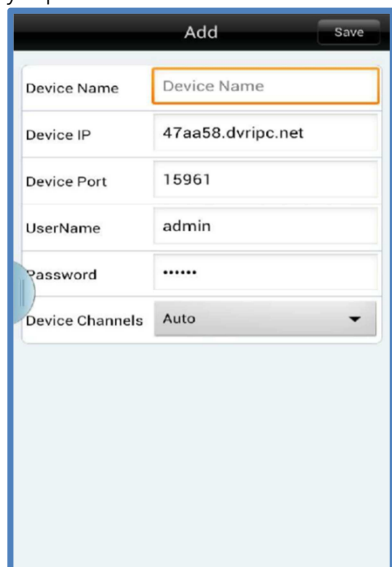 Add Save
Device Name Device Name
Device IP 47aa58.dvripc.net
Device Port 15961
UserName admin
Password ••••••
Device Channels Auto